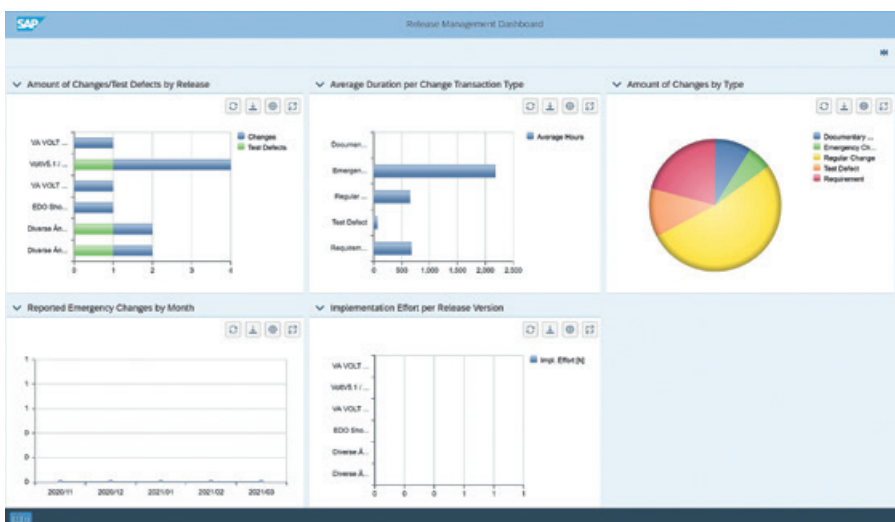 SAP
Release Management Dashboard
Amount of Changes/Test Defects by Release
Changes
Test Defects
VA VOLT ...
VoltV5.1 / ...
VA VOLT ...
EDO Sho...
Diverse Än...
Diverse Än...
0 1 2 3 4
Average Duration per Change Transaction Type
Average Hours
Documen...
Emergen...
Regular ...
Test Defect
Requirem...
0 500 1,000 1,500 2,000 2,500
Amount of Changes by Type
Documentary ...
Emergency Ch...
Regular Change
Test Defect
Requirement
Reported Emergency Changes by Month
1
1
1
0
0
0
2020/11 2020/12 2021/01 2021/02 2021/03
Implementation Effort per Release Version
Impl. Effort [N]
VA VOLT ...
VoltV5.1 / ...
VA VOLT ...
EDO Sho...
Diverse Ä...
Diverse Ä...
0 0 0 1 1 1